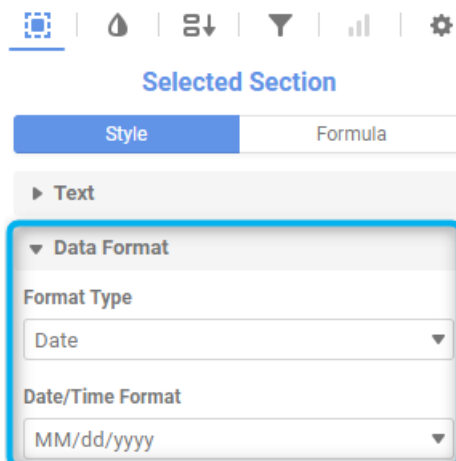 Selected Section
Style Formula
Text
Data Format
Format Type
Date
Date/Time Format
MM/dd/yyyy